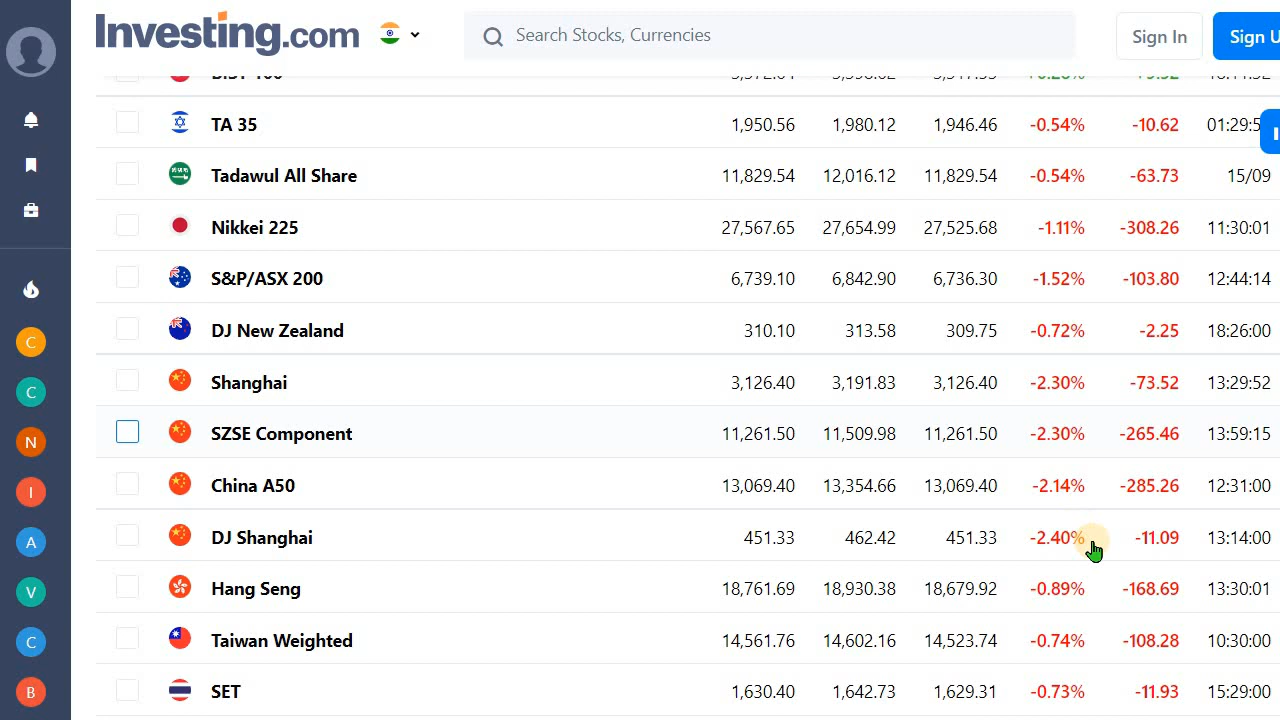 Investing.com
Search Stocks, Currencies
Sign In
Sign U
TA 35 1,950.56 1,980.12 1,946.46 -0.54% -10.62 01:29:5
Tadawul All Share 11,829.54 12,016.12 11,829.54 -0.54% -63.73 15/09
Nikkei 225 27,567.65 27,654.99 27,525.68 -1.11% -308.26 11:30:01
S&P/ASX 200 6,739.10 6,842.90 6,736.30 -1.52% -103.80 12:44:14
DJ New Zealand 310.10 313.58 309.75 -0.72% -2.25 18:26:00
Shanghai 3,126.40 3,191.83 3,126.40 -2.30% -73.52 13:29:52
C
C
SZSE Component 11,261.50 11,509.98 11,261.50 -2.30% -265.46 13:59:15
N
China A50 13,069.40 13,354.66 13,069.40 -2.14% -285.26 12:31:00
I
DJ Shanghai 451.33 462.42 451.33 -2.40% -11.09 13:14:00
A
Hang Seng 18,761.69 18,930.38 18,679.92 -0.89% -168.69 13:30:01
V
Taiwan Weighted 14,561.76 14,602.16 14,523.74 -0.74% -108.28 10:30:00
C
SET 1,630.40 1,642.73 1,629.31 -0.73% -11.93 15:29:00
B